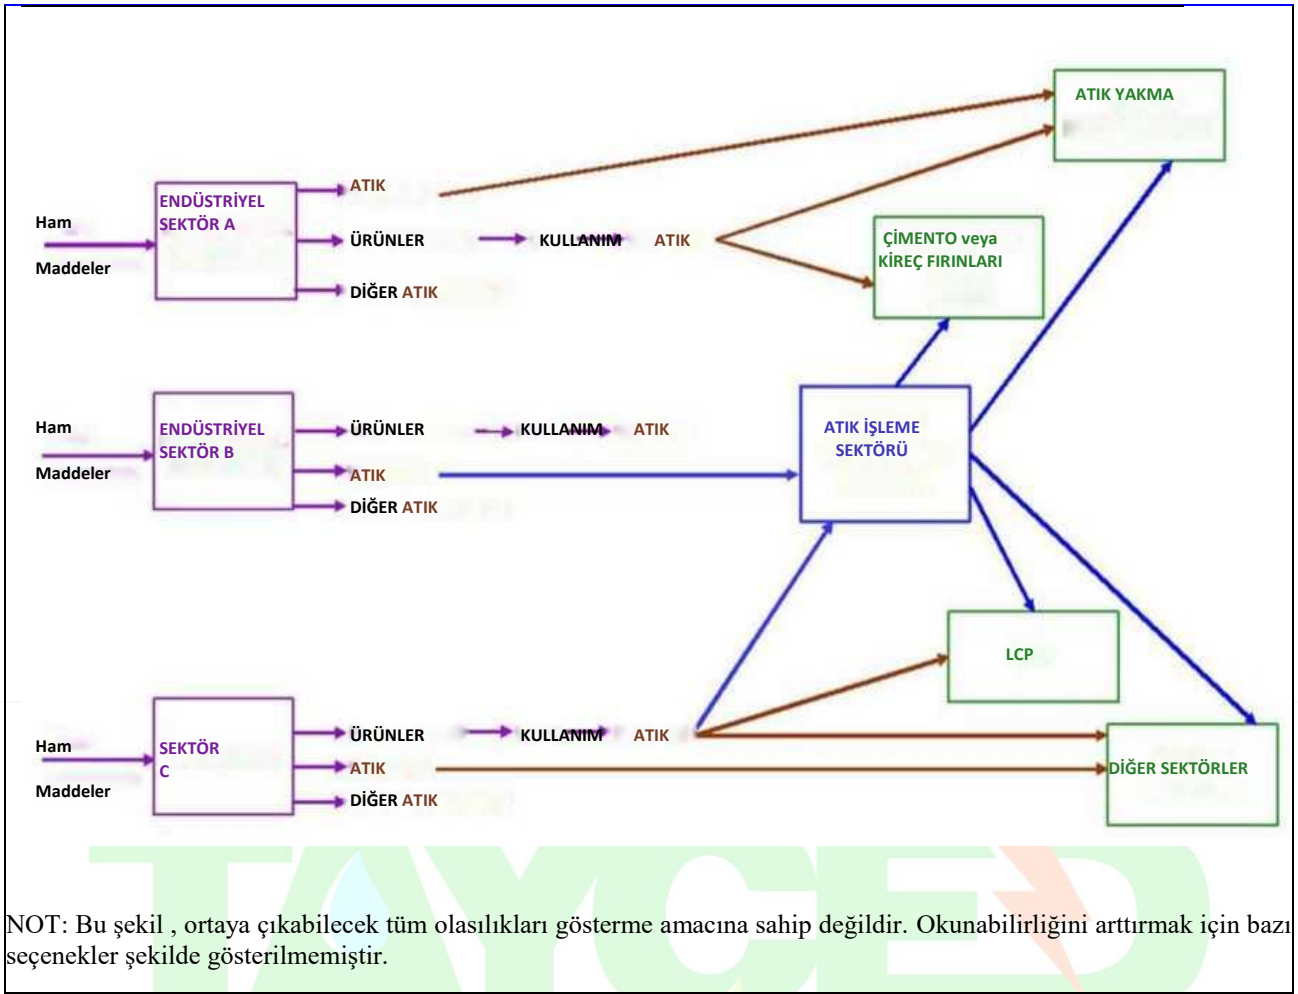 ATIK YAKMA
ENDÜSTRİYEL
SEKTÖR A
Ham
Maddeler
ATIK
ÜRÜNLER
KULLANIM
ATIK
DİĞER ATIK
ÇİMENTO veya
KİREÇ FIRINLARI
Ham
Maddeler
ENDÜSTRİYEL
SEKTÖR B
ÜRÜNLER
KULLANIM
ATIK
ATIK
DİĞER ATIK
ATIK İŞLEME
SEKTÖRÜ
LCP
Ham
Maddeler
SEKTÖR
C
ÜRÜNLER
KULLANIM
ATIK
ATIK
DİĞER ATIK
DİĞER SEKTÖRLER
TAYÇED
NOT: Bu şekil , ortaya çıkabilecek tüm olasılıkları gösterme amacına sahip değildir. Okunabilirliğini arttırmak için bazı
seçenekler şekilde gösterilmemiştir.